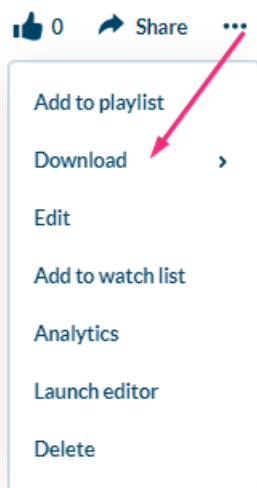 0 Share ...
Add to playlist
Download >
Edit
Add to watch list
Analytics
Launch editor
Delete